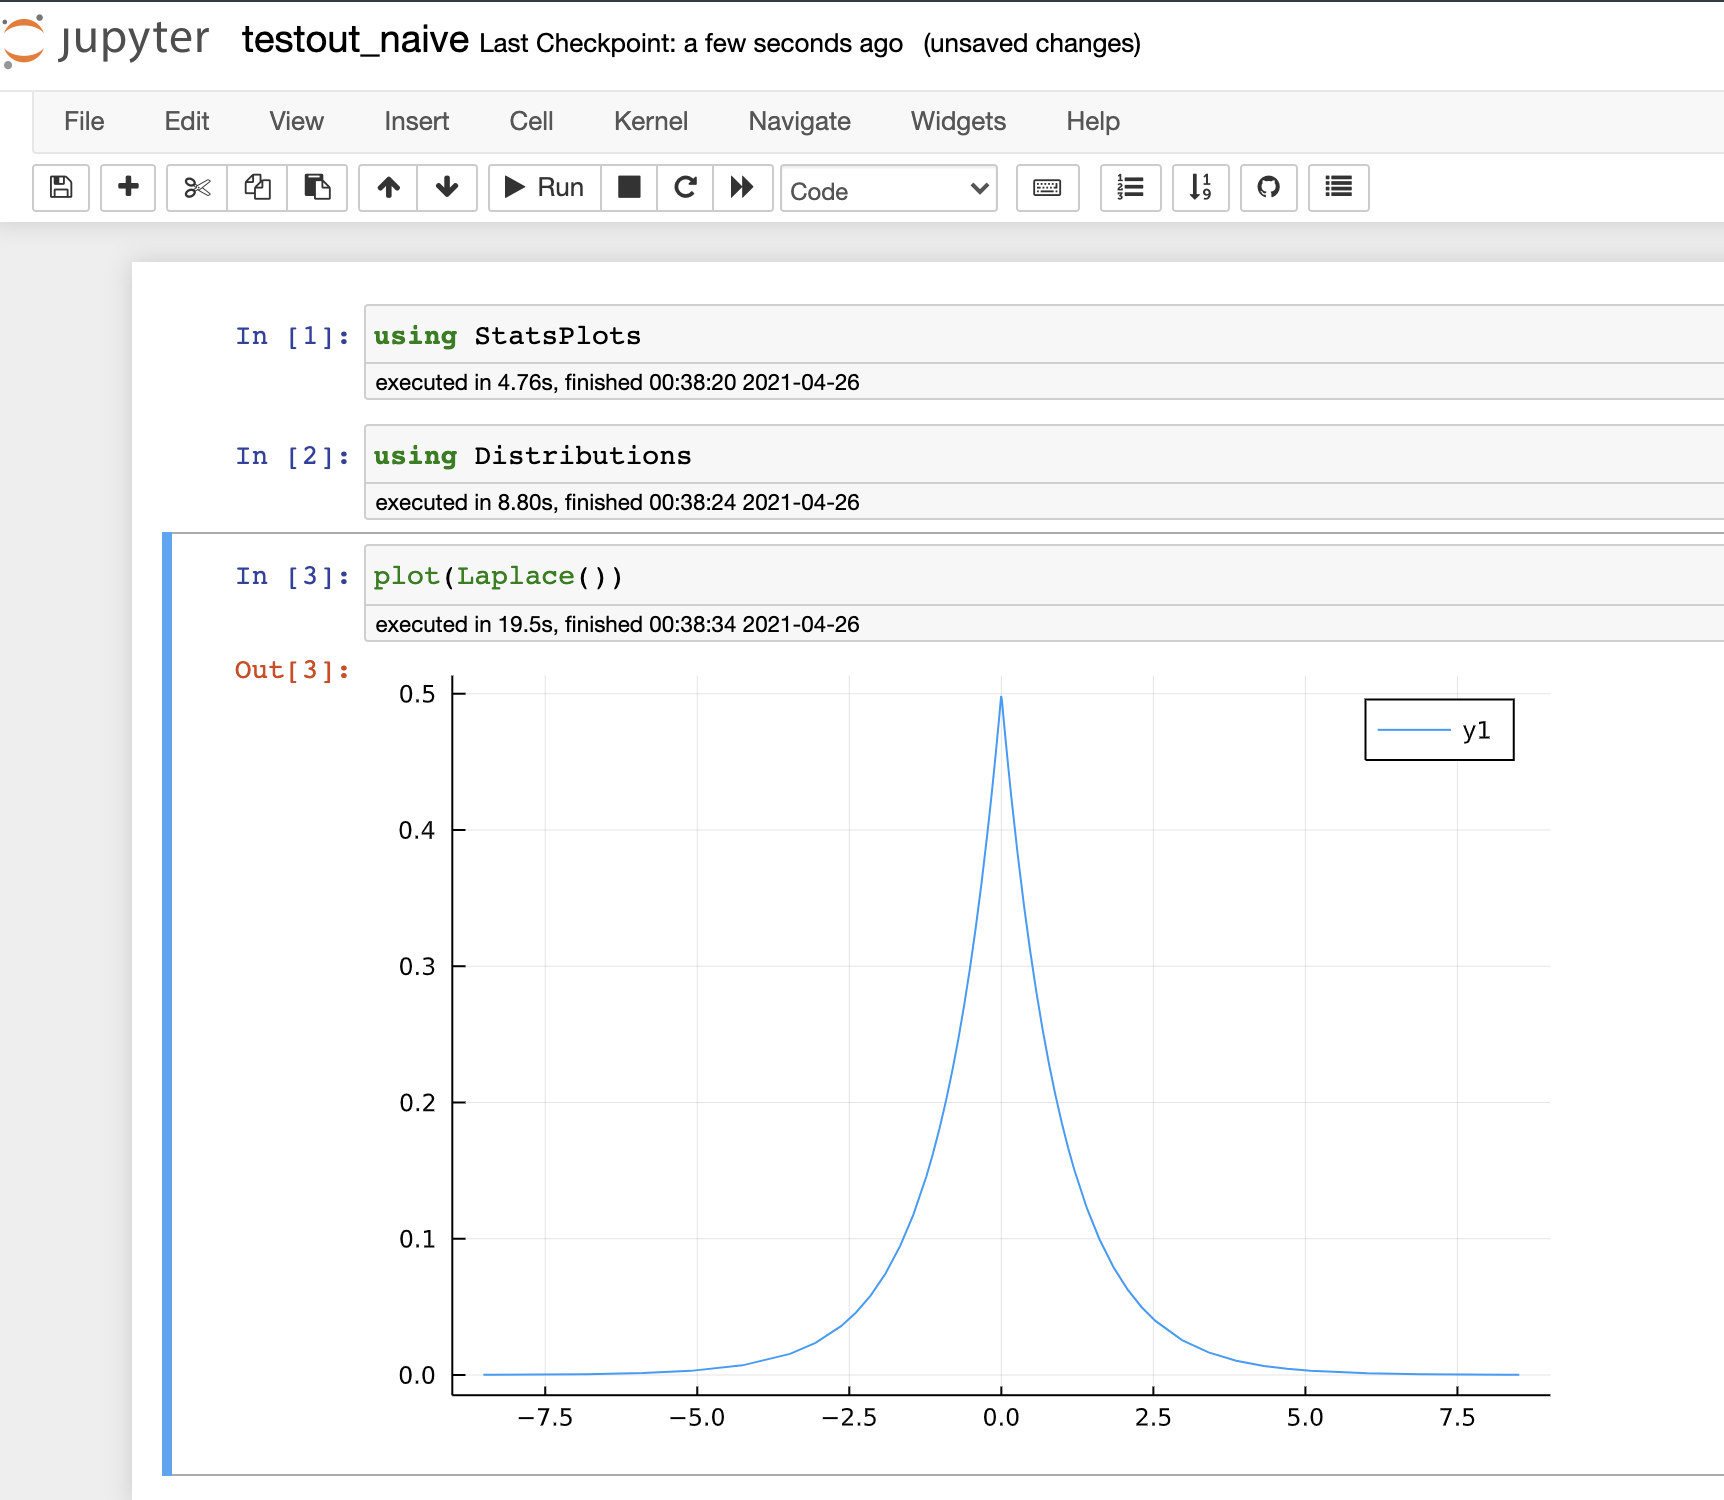 jupyter testout_naive Last Checkpoint: a few seconds ago (unsaved changes)
File Edit View Insert Cell Kernel Navigate Widgets Help
Run Code
In [1]: using StatsPlots
executed in 4.76s, finished 00:38:20 2021-04-26
In [2]: using Distributions
executed in 8.80s, finished 00:38:24 2021-04-26
In [3]: plot(Laplace())
executed in 19.5s, finished 00:38:34 2021-04-26
Out[3]:
0.5
y1
0.4
0.3
0.2
0.1
0.0
−7.5 −5.0 −2.5 0.0 2.5 5.0 7.5